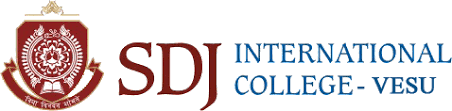 SDJ INTERNATIONAL
COLLEGE - VESU